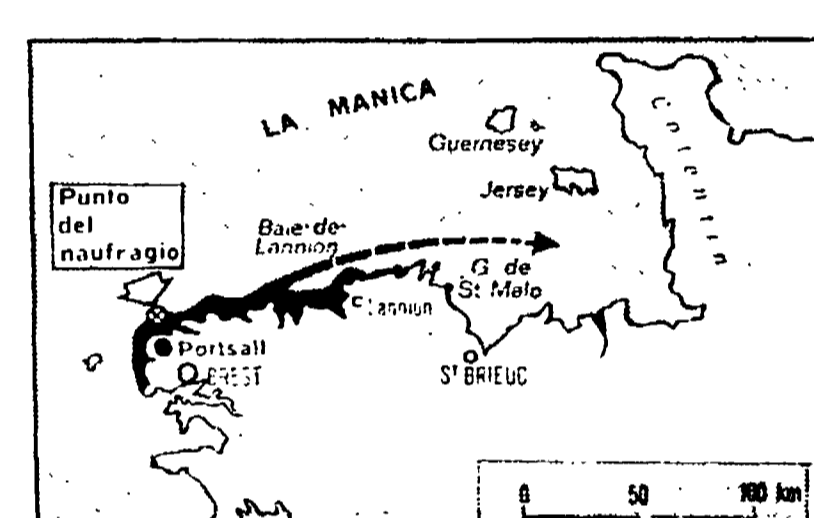 LA MANICA
Guernesey
Jersey
Cotentin
Punto
del
naufragio
Baie-de-
Lannion
G. de
St Malo
Lannion
Portsall
BREST
St BRIEUC
0 50 100 km